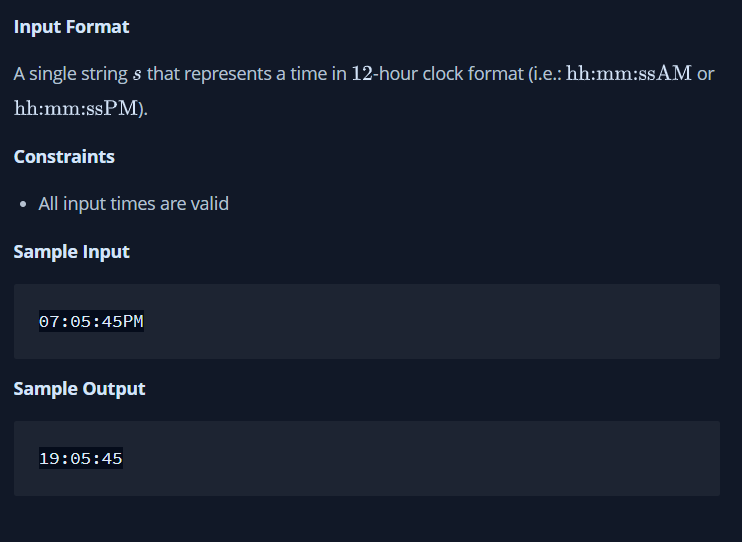 Input Format
A single string s that represents a time in 12-hour clock format (i.e.: hh:mm:ssAM or
hh:mm:ssPM).
Constraints
• All input times are valid
Sample Input
07:05:45PM
Sample Output
19:05:45